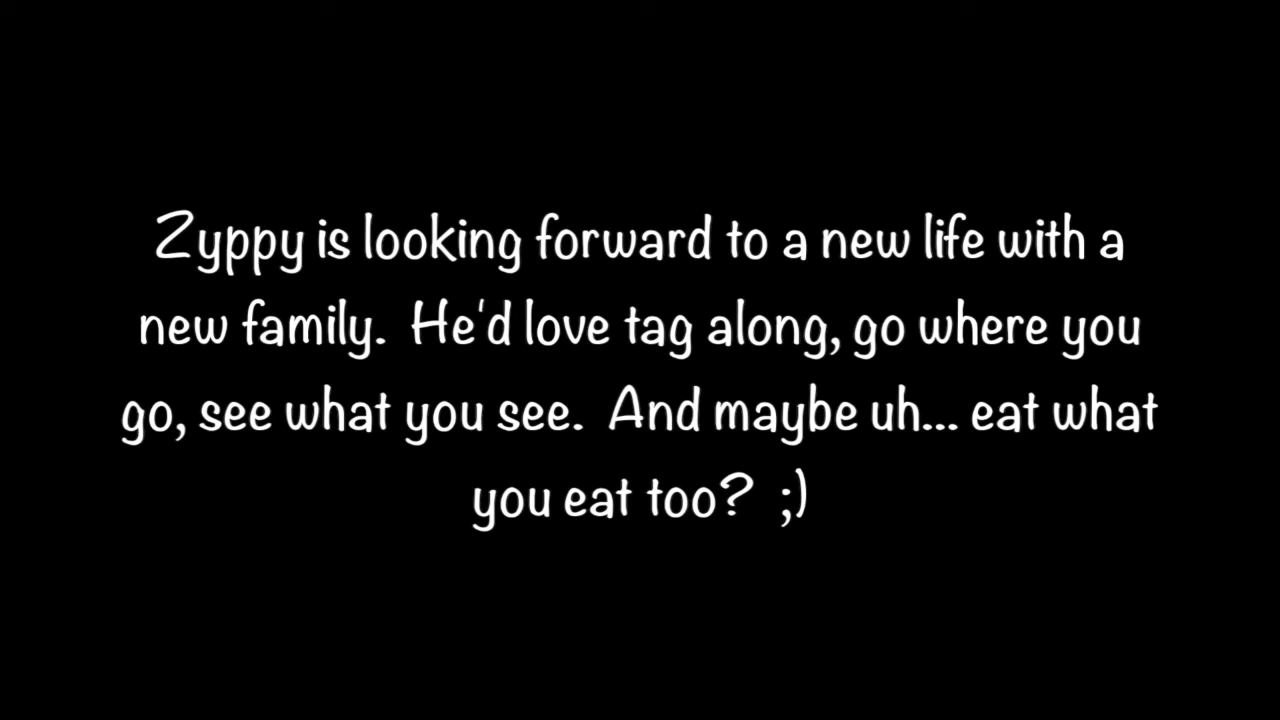 Zyppy is looking forward to a new life with a
new family.  He'd love tag along, go where you
go, see what you see.  And maybe uh... eat what
you eat too?  ;)